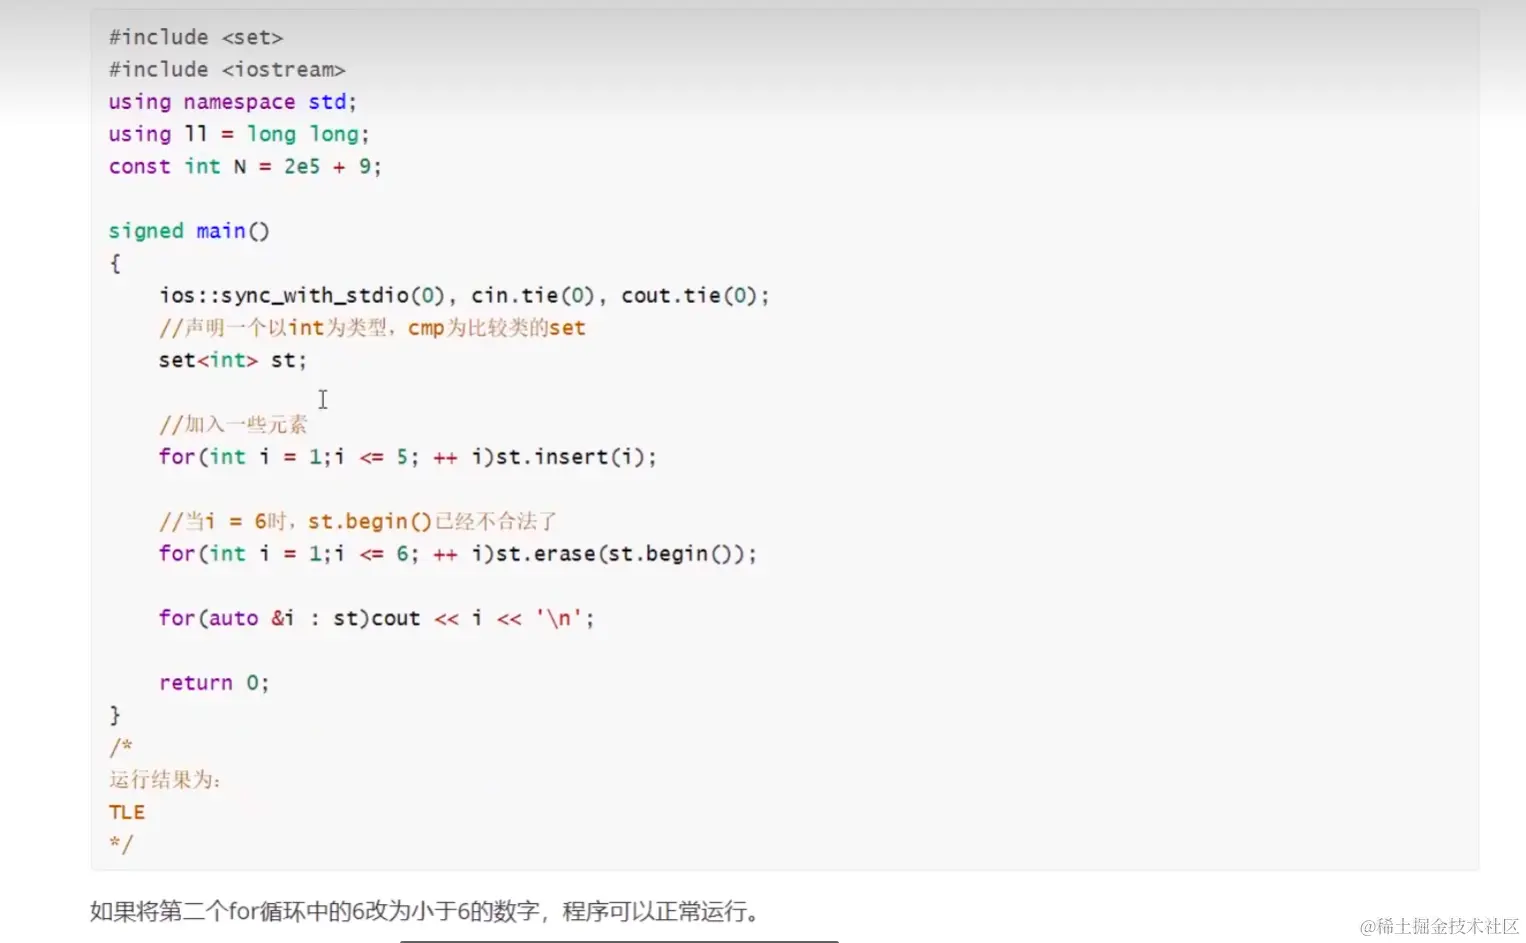 #include <set>
#include <iostream>
using namespace std;
using ll = long long;
const int N = 2e5 + 9;
signed main()
{
    ios::sync_with_stdio(0), cin.tie(0), cout.tie(0);
    //声明一个以int为类型，cmp为比较类的set
    set<int> st;
    //加入一些元素
    for(int i = 1;i <= 5; ++ i)st.insert(i);
    //当i = 6时，st.begin()已经不合法了
    for(int i = 1;i <= 6; ++ i)st.erase(st.begin());
    for(auto &i : st)cout << i << '\n';
    return 0;
}
/*
运行结果为：
TLE
*/
如果将第二个for循环中的6改为小于6的数字，程序可以正常运行。
@稀土掘金技术社区